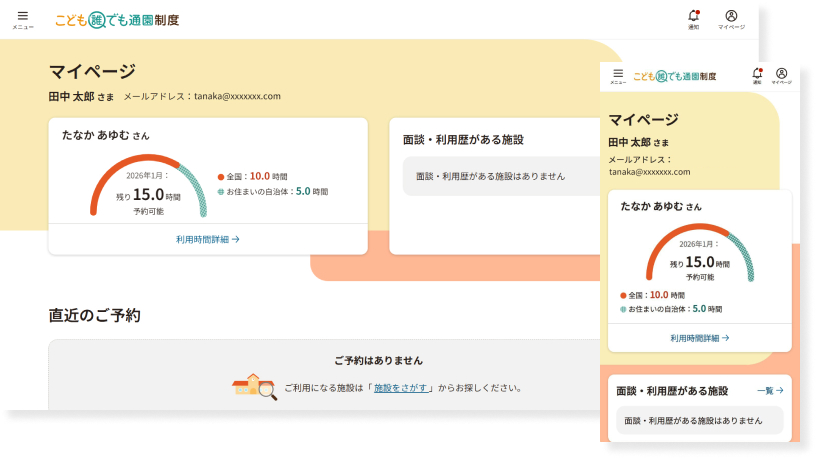 メニュー
こども誰でも通園制度
通知
マイページ
マイページ
田中 太郎 さま メールアドレス：tanaka@xxxxxxx.com
たなか あゆむ さん
2026年1月：
残り 15.0 時間
予約可能
全国：10.0 時間
お住まいの自治体：5.0 時間
利用時間詳細 →
面談・利用歴がある施設
面談・利用歴がある施設はありません
直近のご予約
ご予約はありません
ご利用になる施設は「施設をさがす」からお探しください。
メニュー
こども誰でも通園制度
通知
マイページ
マイページ
田中 太郎 さま
メールアドレス：
tanaka@xxxxxxx.com
たなか あゆむ さん
2026年1月：
残り 15.0 時間
予約可能
全国：10.0 時間
お住まいの自治体：5.0 時間
利用時間詳細 →
面談・利用歴がある施設
一覧 →
面談・利用歴がある施設はありません